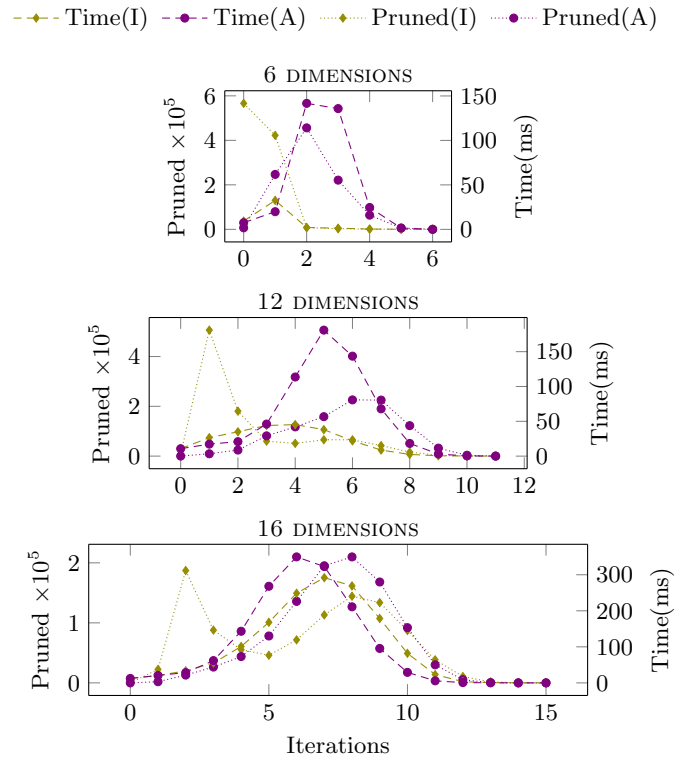 Time(I) Time(A) Pruned(I) Pruned(A)
6 DIMENSIONS
Pruned ×10^5
0 2 4 6
0 50 100 150
Time(ms)
0 2 4 6
12 DIMENSIONS
Pruned ×10^5
0 2 4
0 50 100 150
Time(ms)
0 2 4 6 8 10 12
16 DIMENSIONS
Pruned ×10^5
0 1 2
0 100 200 300
Time(ms)
0 5 10 15
Iterations